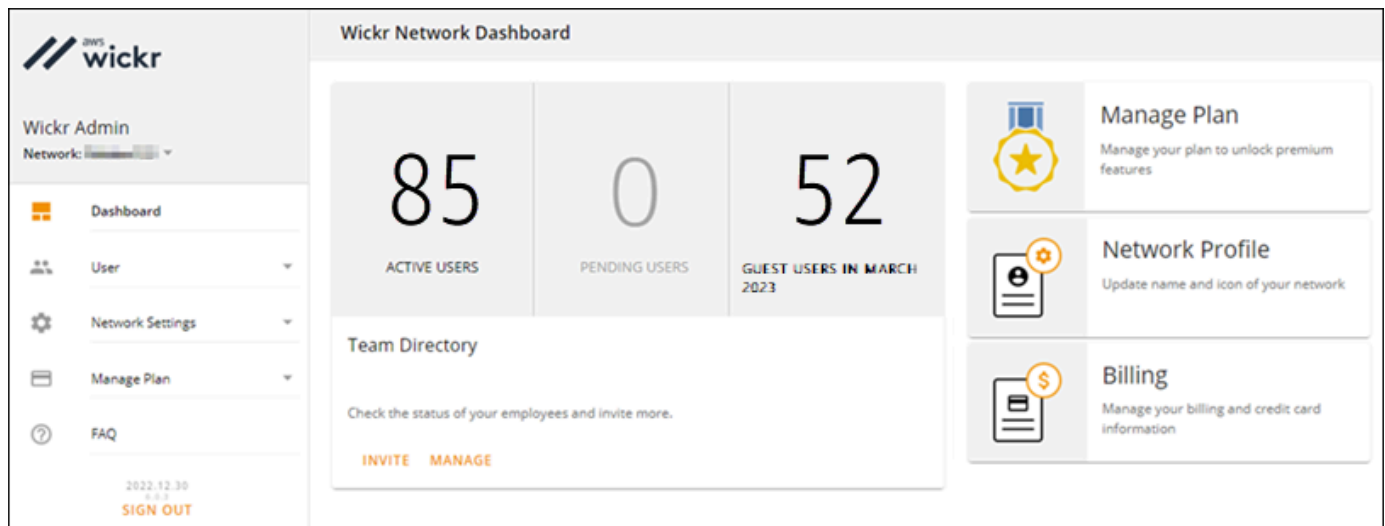 aws
wickr
Wickr Admin
Network:
Dashboard
User
Network Settings
Manage Plan
FAQ
2022.12.30
SIGN OUT
Wickr Network Dashboard
85
ACTIVE USERS
0
PENDING USERS
52
GUEST USERS IN MARCH
2023
Team Directory
Check the status of your employees and invite more.
INVITE MANAGE
Manage Plan
Manage your plan to unlock premium
features
Network Profile
Update name and icon of your network
Billing
Manage your billing and credit card
information